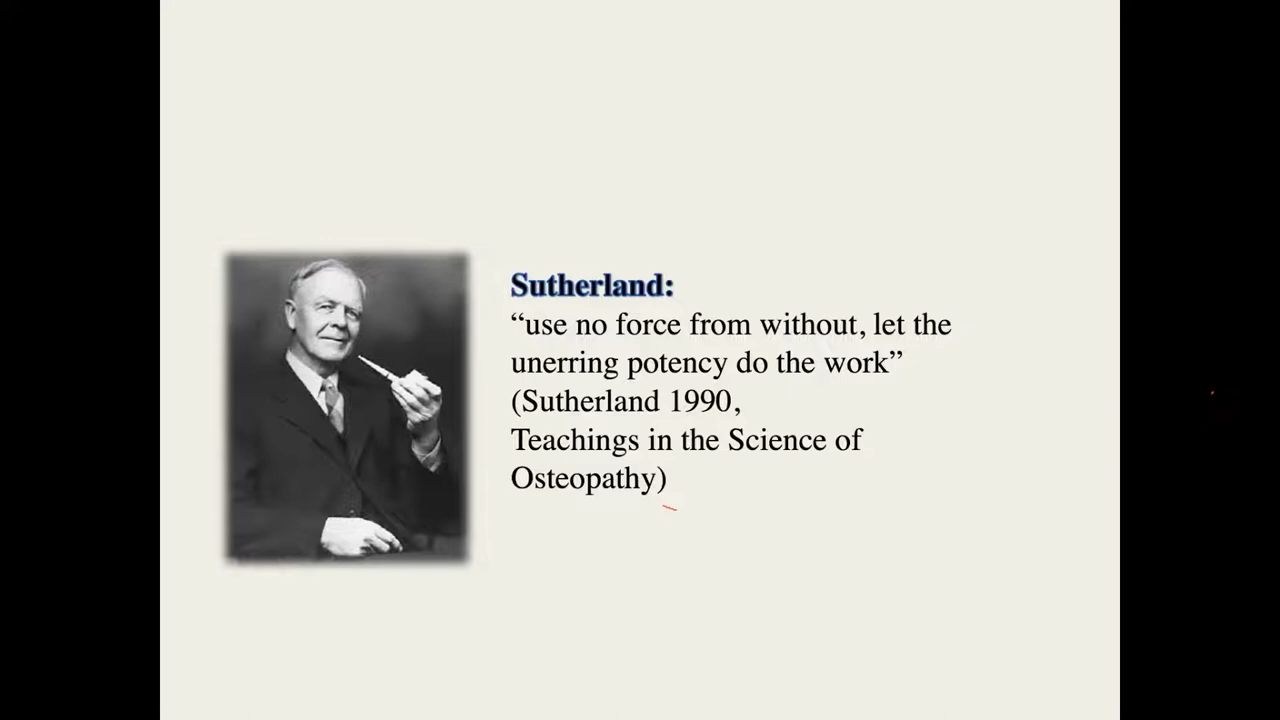 Sutherland:
“use no force from without, let the
unerring potency do the work”
(Sutherland 1990,
Teachings in the Science of
Osteopathy)